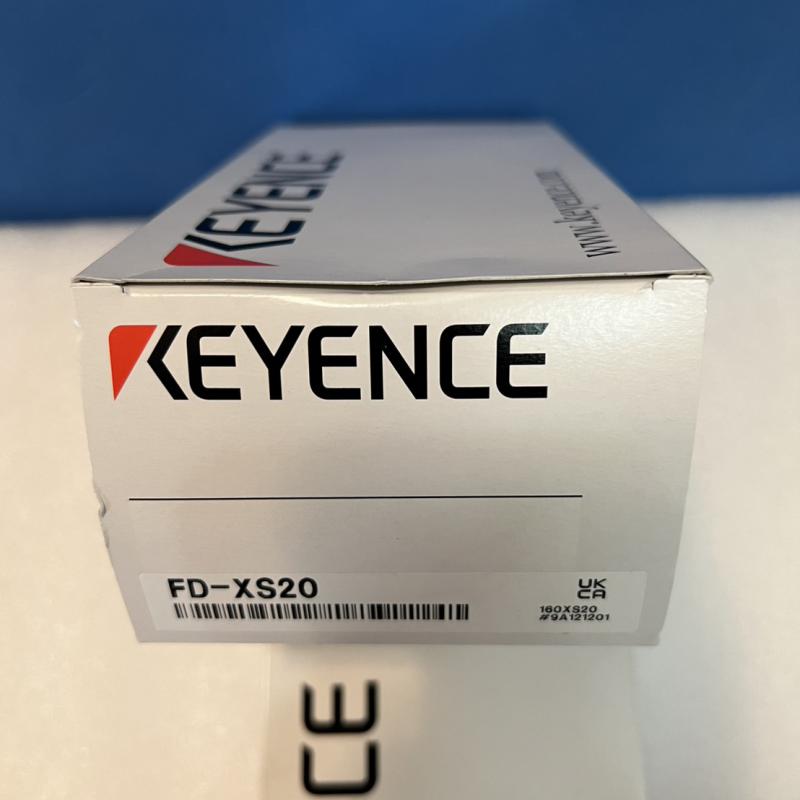 KEYENCE
www.keyence.com
KEYENCE
FD-XS20
UK
CA
160XS20
#9A121201
CE